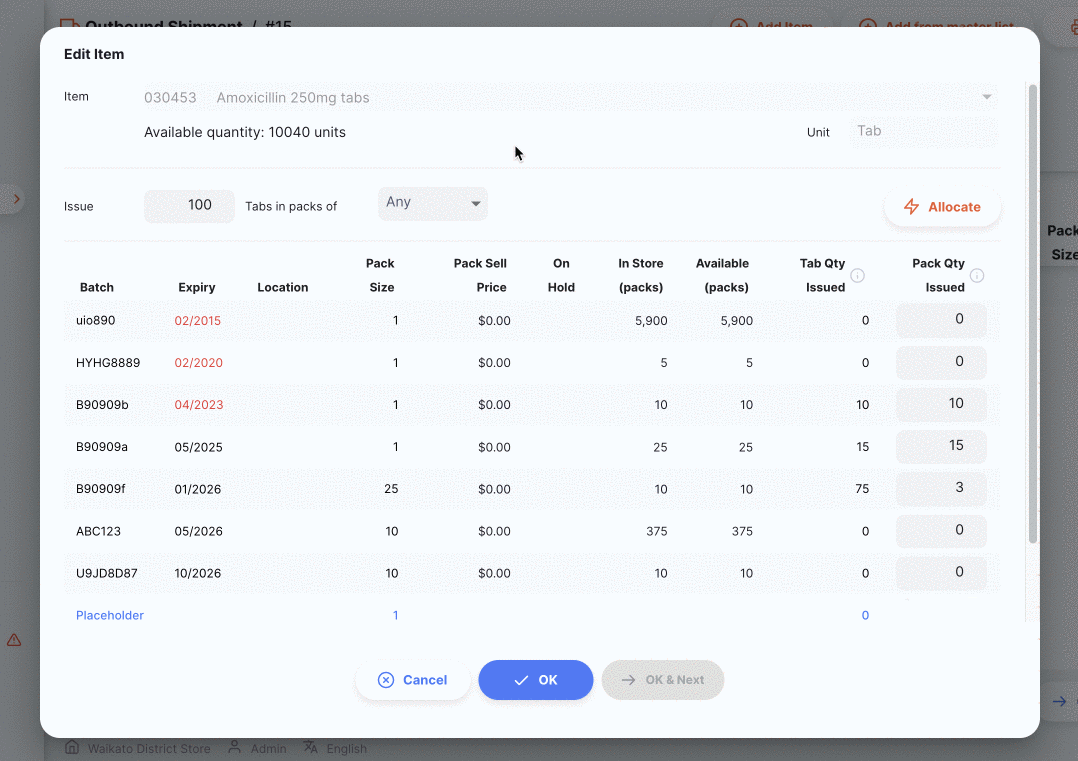 Outbound Shipment / #15
Add Item
Add from master list
Edit Item
Item 030453 Amoxicillin 250mg tabs
Available quantity: 10040 units Unit Tab
Issue 100 Tabs in packs of Any Allocate
Pack
Size
Batch Expiry Location Pack Size Pack Sell Price On Hold In Store (packs) Available (packs) Tab Qty Issued Pack Qty Issued
uio890 02/2015 1 $0.00 5,900 5,900 0 0
HYHG8889 02/2020 1 $0.00 5 5 0 0
B90909b 04/2023 1 $0.00 10 10 10 10
B90909a 05/2025 1 $0.00 25 25 15 15
B90909f 01/2026 25 $0.00 10 10 75 3
ABC123 05/2026 10 $0.00 375 375 0 0
U9JD8D87 10/2026 10 $0.00 10 10 0 0
Placeholder 1 0
Cancel OK OK & Next
Waikato District Store Admin English